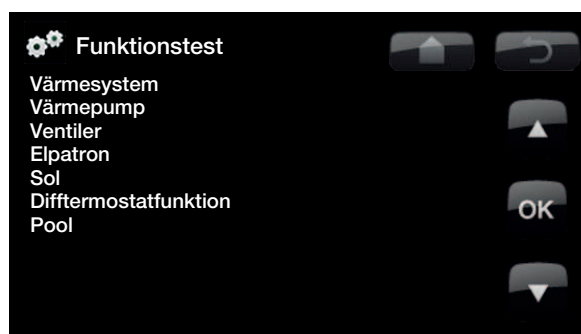 Funktionstest
Värmesystem
Värmepump
Ventiler
Elpatron
Sol
Difftermostatfunktion
Pool
OK